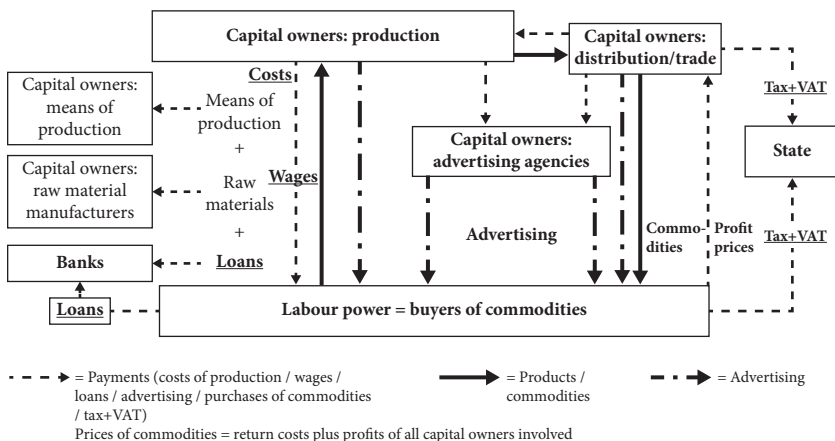 Capital owners: production
Capital owners:
distribution/trade
Costs
Tax+VAT
Capital owners:
means of
production
Means of
production
+
Capital owners:
advertising agencies
State
Capital owners:
raw material
manufacturers
Wages
Raw
materials
+
Advertising
Commo-
dities
Profit
prices
Tax+VAT
Banks
Loans
Loans
Labour power = buyers of commodities
= Payments (costs of production / wages /
loans / advertising / purchases of commodities
/ tax+VAT)
Prices of commodities = return costs plus profits of all capital owners involved
= Products /
commodities
= Advertising